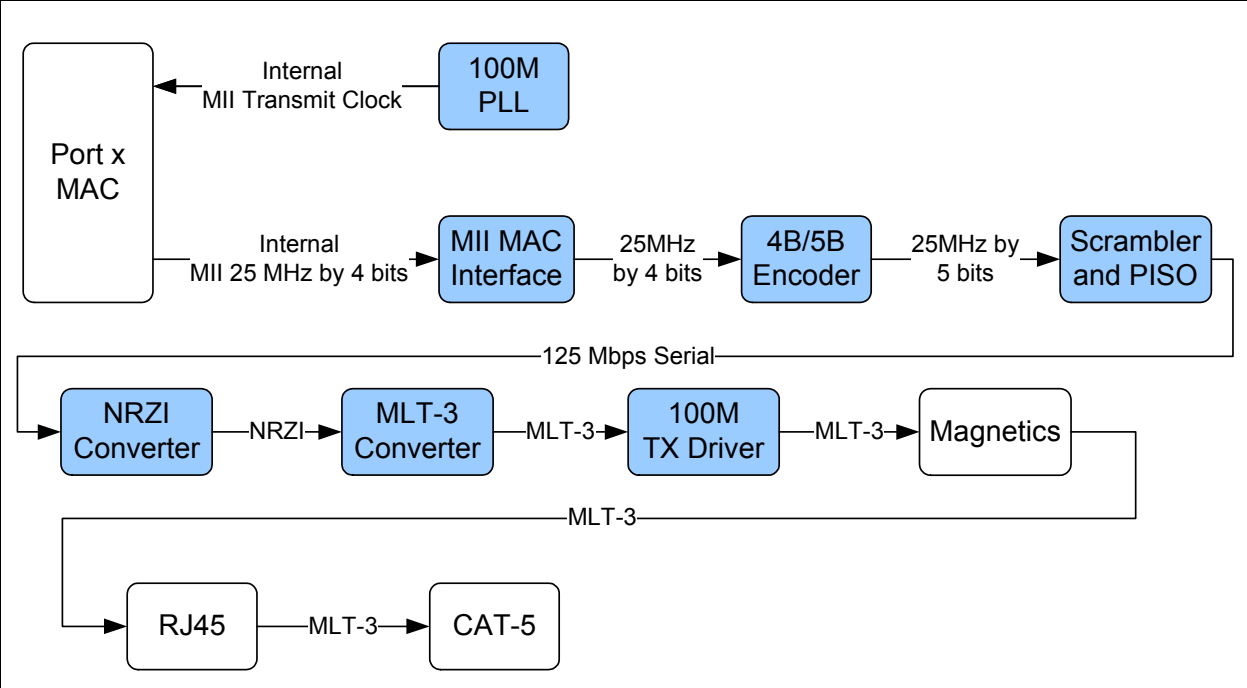 Internal
MII Transmit Clock
100M
PLL
Port x
MAC
Internal
MII 25 MHz by 4 bits
MII MAC
Interface
25MHz
by 4 bits
4B/5B
Encoder
25MHz by
5 bits
Scrambler
and PISO
125 Mbps Serial
NRZI
Converter
NRZI
MLT-3
Converter
MLT-3
100M
TX Driver
MLT-3
Magnetics
MLT-3
RJ45
MLT-3
CAT-5